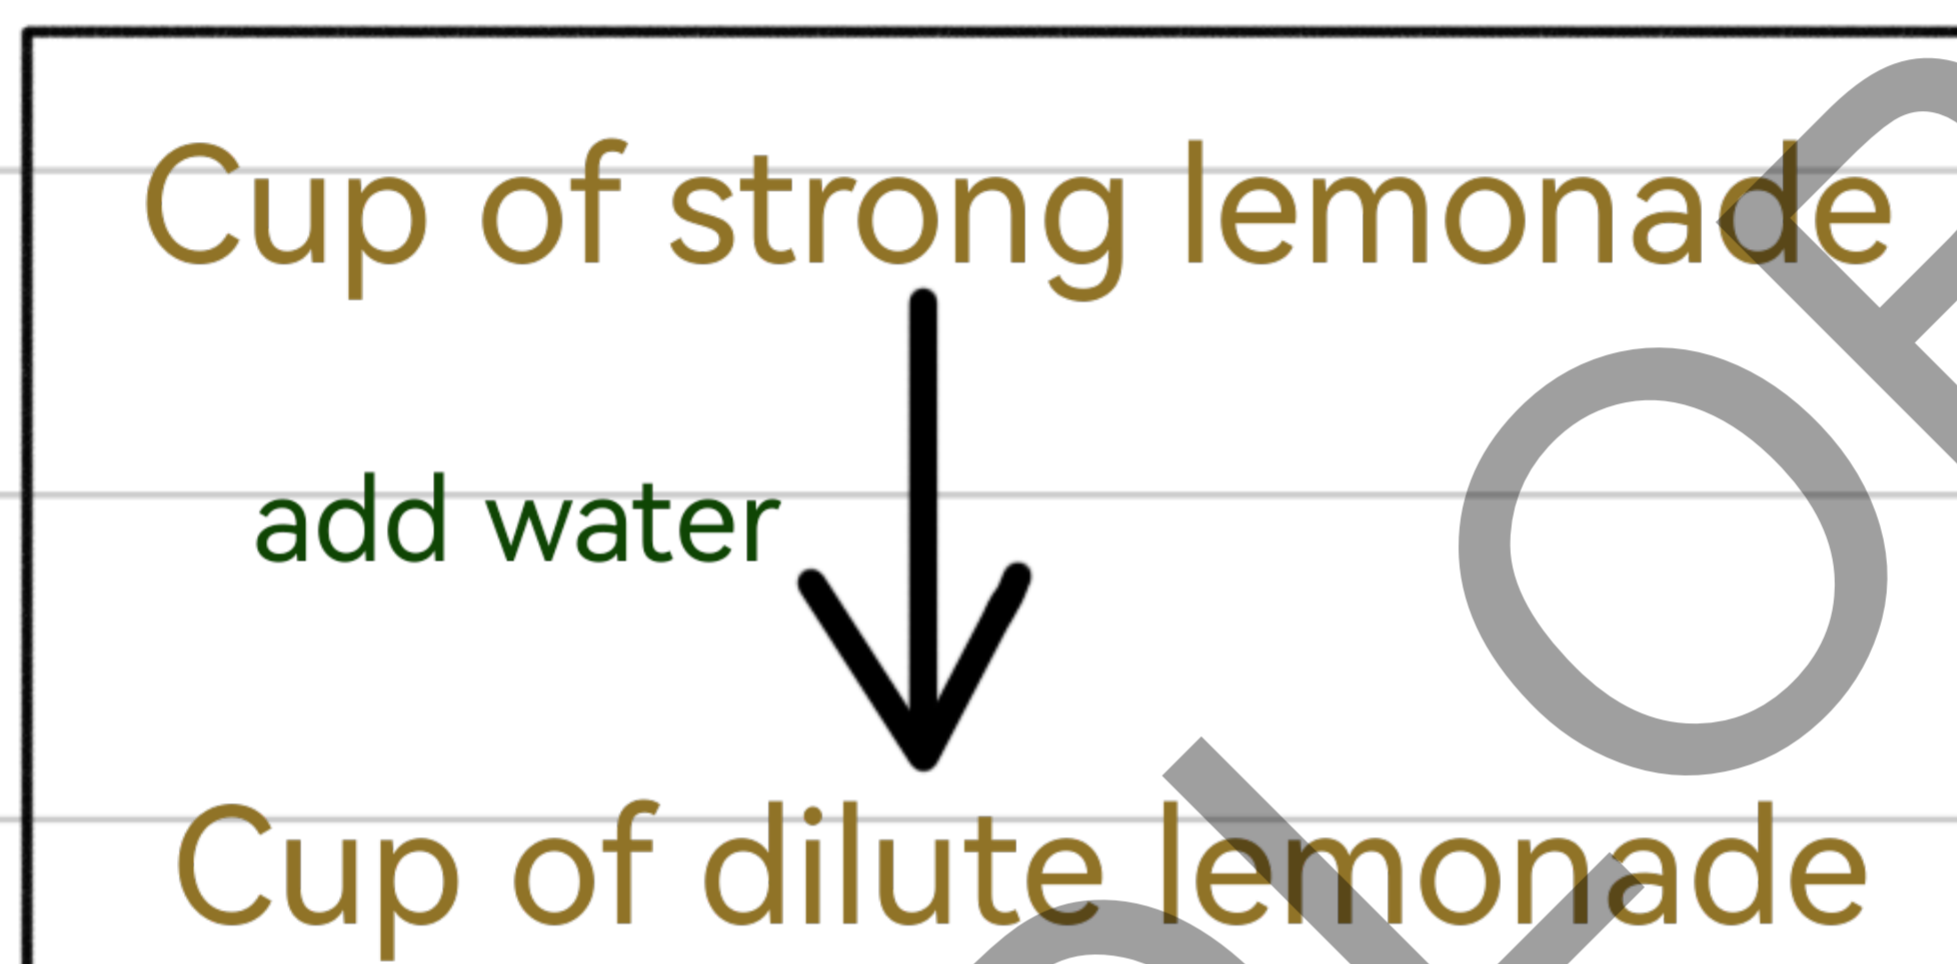 Cup of strong lemonade
add water
Cup of dilute lemonade